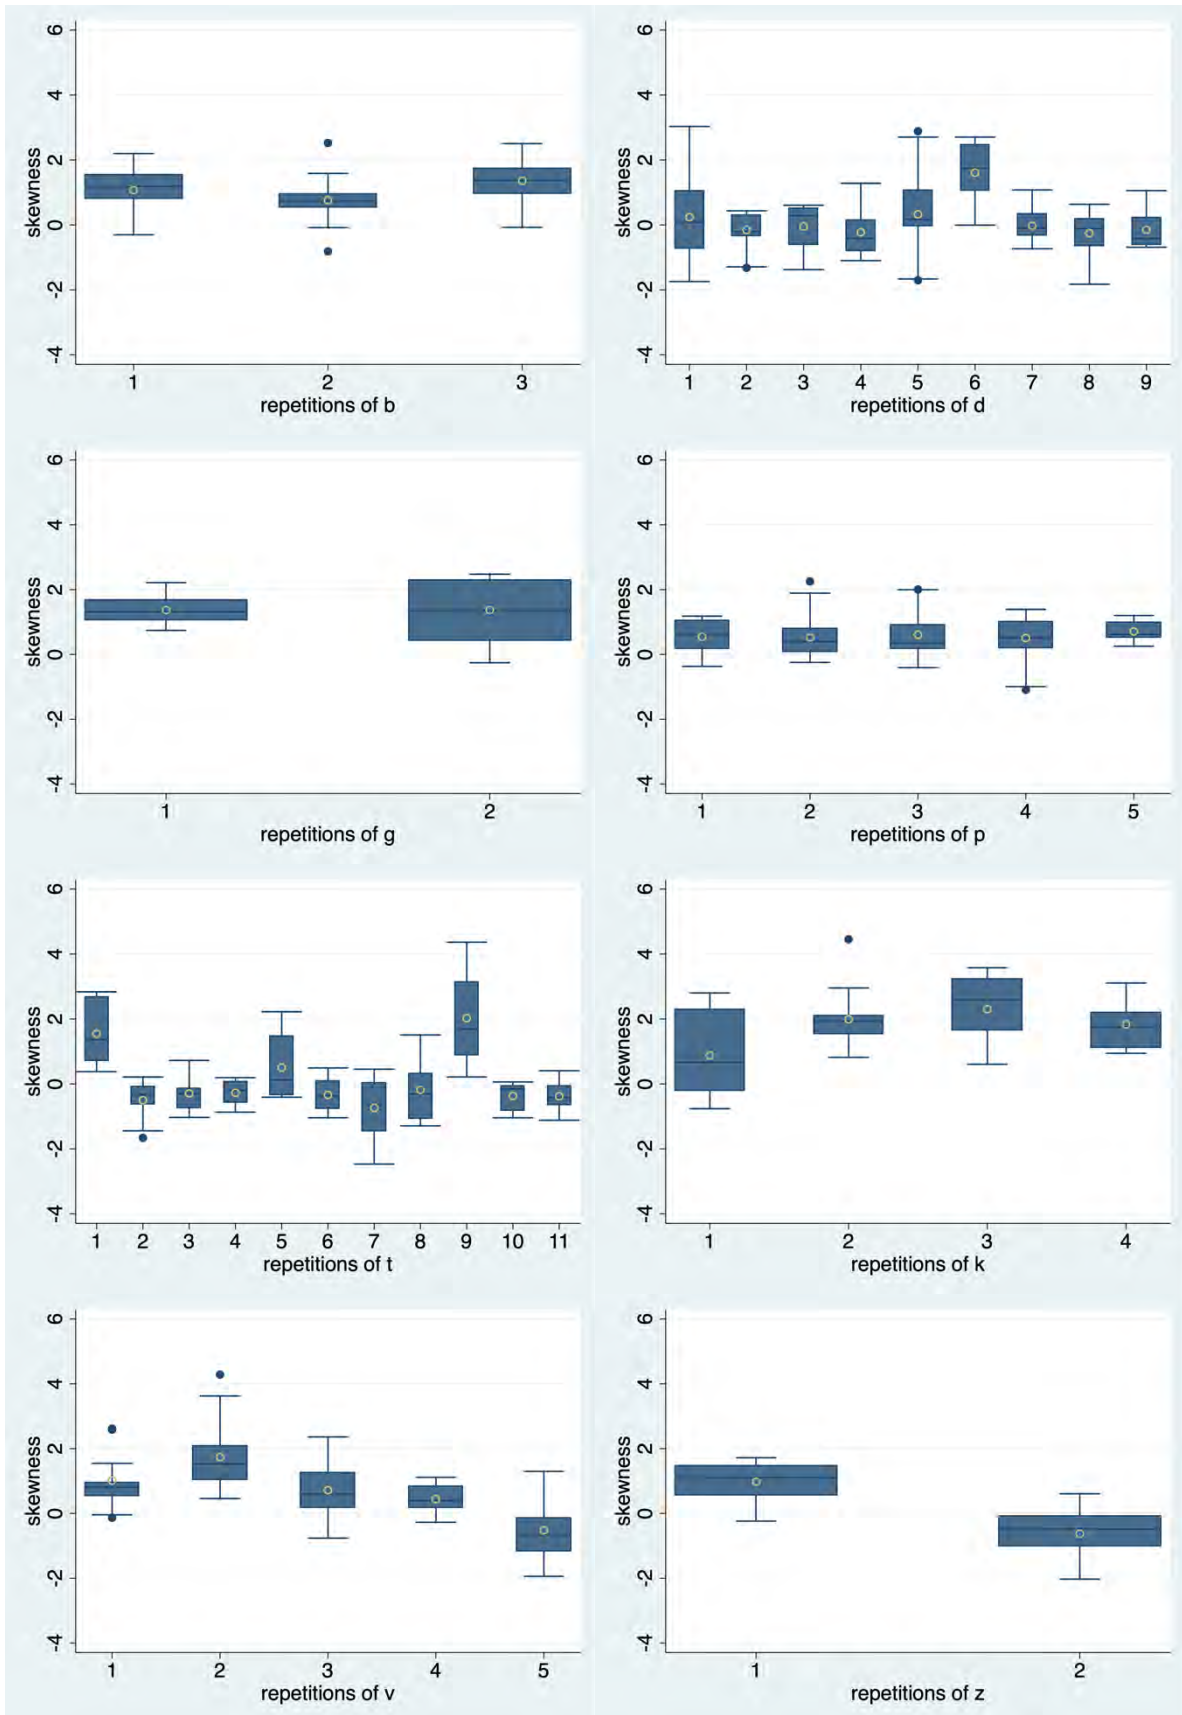 6
4
2
0
-2
-4
skewness
1 2 3
repetitions of b
6
4
2
0
-2
-4
skewness
1 2 3 4 5 6 7 8 9
repetitions of d
6
4
2
0
-2
-4
skewness
1 2
repetitions of g
6
4
2
0
-2
-4
skewness
1 2 3 4 5
repetitions of p
6
4
2
0
-2
-4
skewness
1 2 3 4 5 6 7 8 9 10 11
repetitions of t
6
4
2
0
-2
-4
skewness
1 2 3 4
repetitions of k
6
4
2
0
-2
-4
skewness
1 2 3 4 5
repetitions of v
6
4
2
0
-2
-4
skewness
1 2
repetitions of z